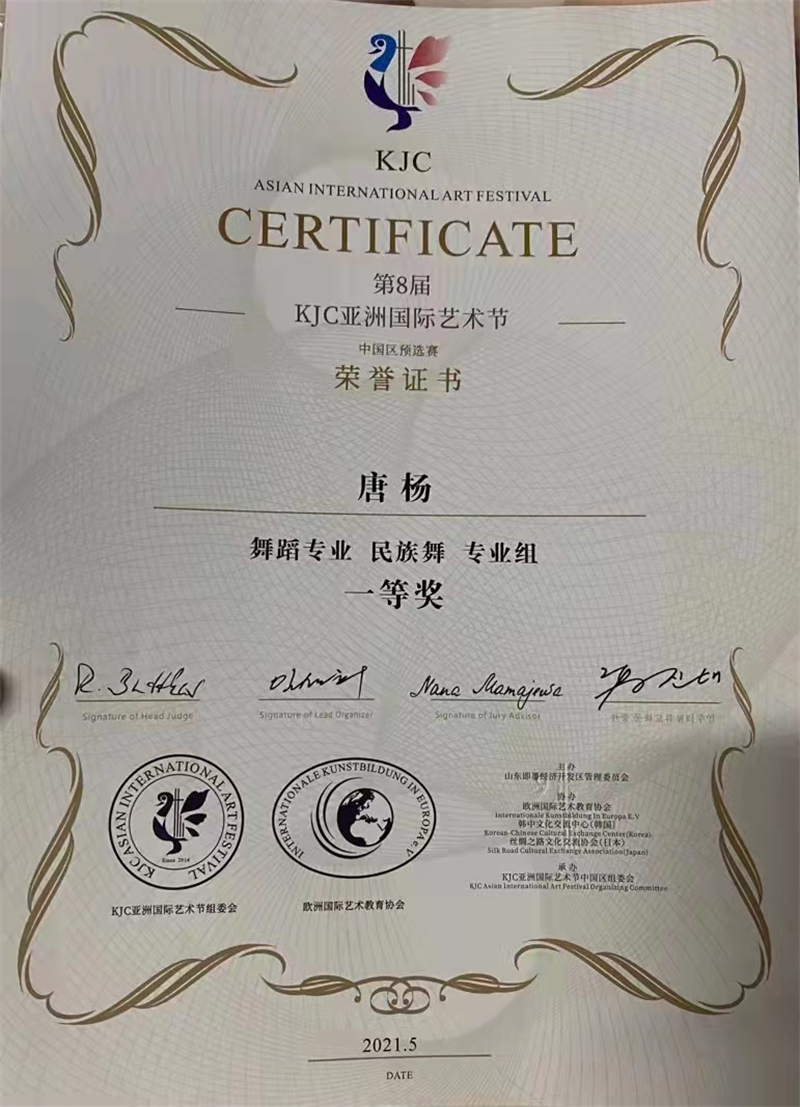 KJC
ASIAN INTERNATIONAL ART FESTIVAL
CERTIFICATE
第8届
KJC亚洲国际艺术节
中国区预选赛
荣誉证书
唐杨
舞蹈专业 民族舞 专业组
一等奖
Nana Mamajewa
Signature of Head Judge
Signature of Lead Organizer
Signature of Jury Advisor
KJC ASIAN INTERNATIONAL ART FESTIVAL
Since 2014
INTERNATIONALE KUNSTBILDUNG IN EUROPA e.V
KJC亚洲国际艺术节组委会
欧洲国际艺术教育协会
主办
山东即墨经济开发区管理委员会
协办
欧洲国际艺术教育协会
Internationale Kunstbildung In Europa E.V
韩中文化交流中心(韩国)
Korean-Chinese Cultural Exchange Center(Korea)
丝绸之路文化交流协会(日本)
Silk Road Cultural Exchange Association(Japan)
承办
KJC亚洲国际艺术节中国区组委会
KJC Asian International Art Festival Organising Committee
2021.5
DATE